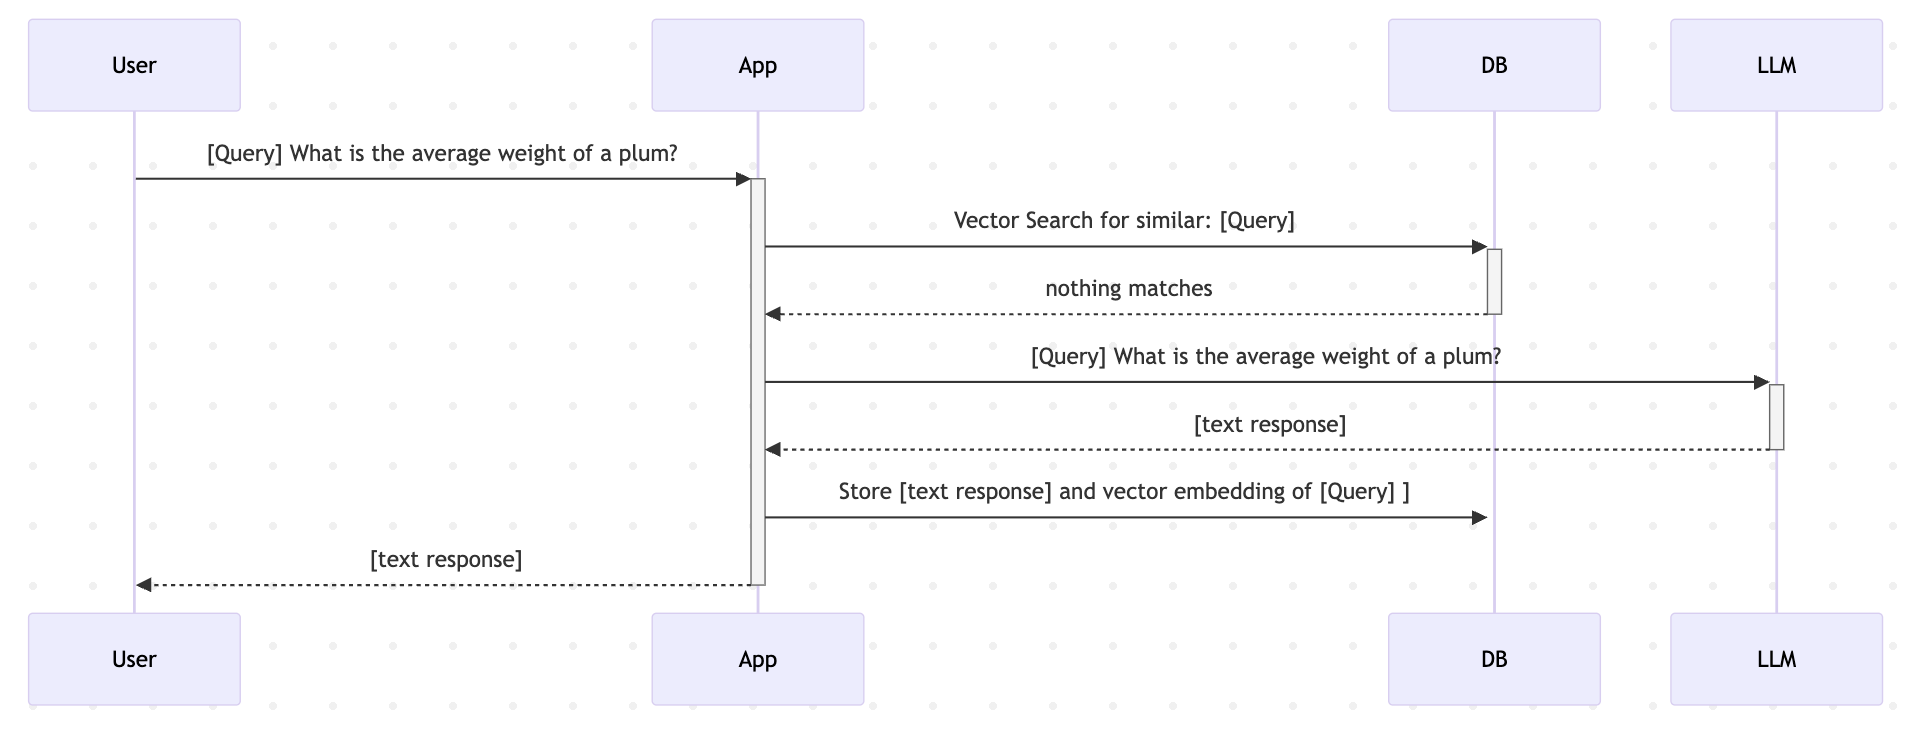 User
App
DB
LLM
[Query] What is the average weight of a plum?
Vector Search for similar: [Query]
nothing matches
[Query] What is the average weight of a plum?
[text response]
Store [text response] and vector embedding of [Query] ]
[text response]
User
App
DB
LLM